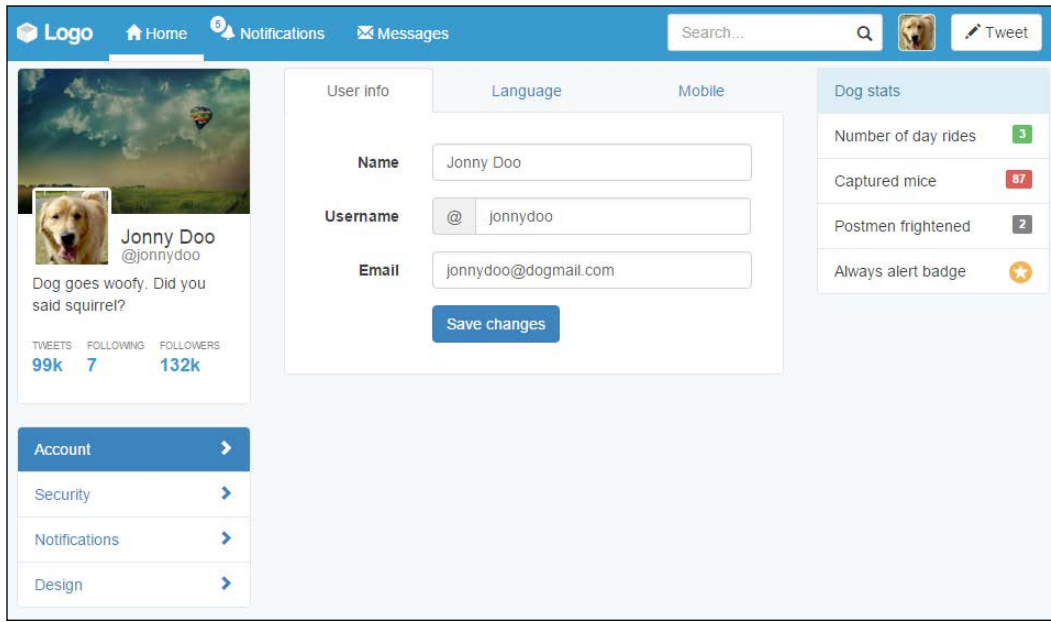 Logo
Home
5
Notifications
Messages
Search...
Tweet
Jonny Doo
@jonnydoo
Dog goes woofy. Did you
said squirrel?
TWEETS FOLLOWING FOLLOWERS
99k 7 132k
Account
Security
Notifications
Design
User info Language Mobile
Name Jonny Doo
Username @ jonnydoo
Email jonnydoo@dogmail.com
Save changes
Dog stats
Number of day rides 3
Captured mice 87
Postmen frightened 2
Always alert badge